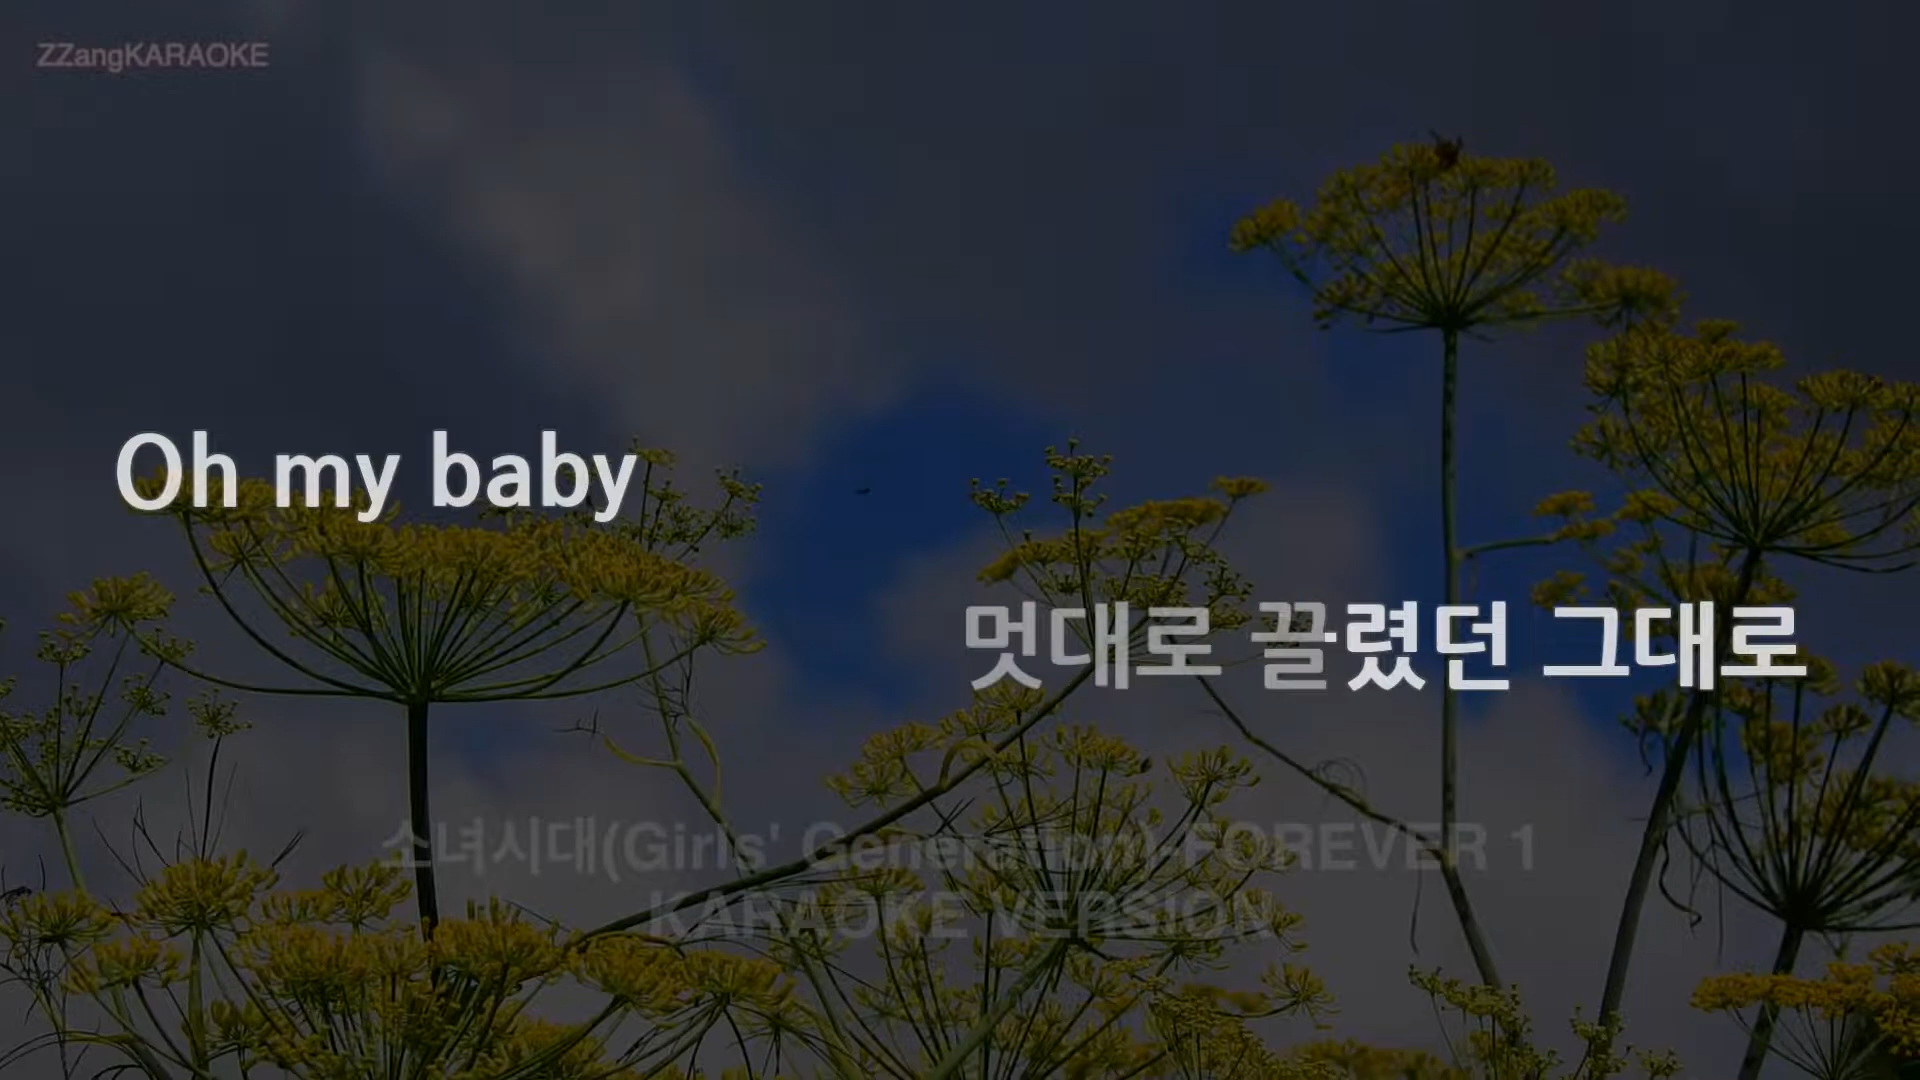 ZZangKARAOKE
Oh my baby
멋대로 끌렸던 그대로
소녀시대(Girls' Generation)-FOREVER 1
KARAOKE VERSION